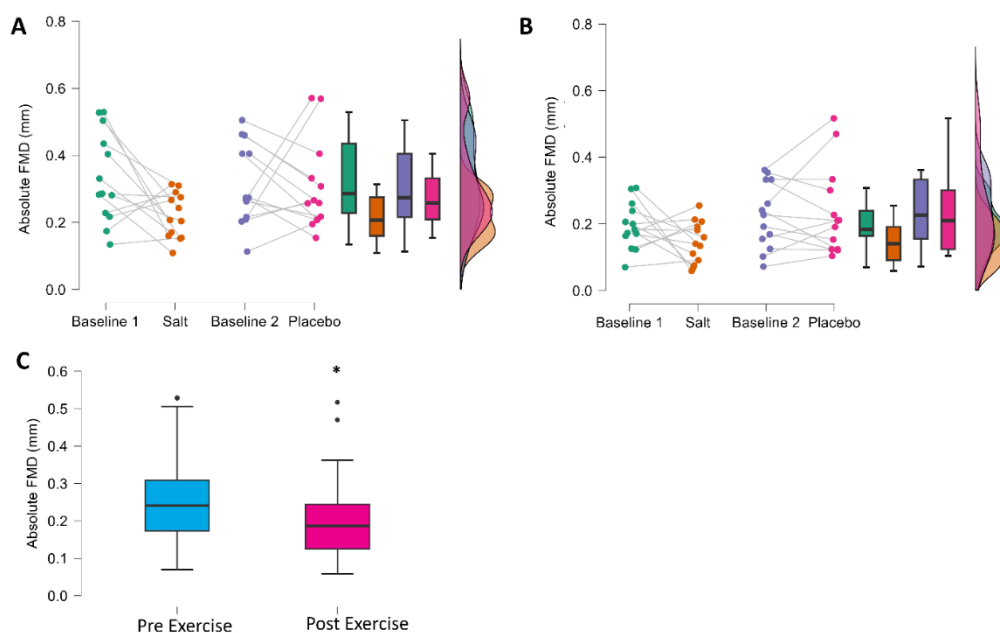 A
Absolute FMD (mm)
0.8
0.6
0.4
0.2
0.0
Baseline 1 Salt Baseline 2 Placebo
B
Absolute FMD (mm)
0.8
0.6
0.4
0.2
0.0
Baseline 1 Salt Baseline 2 Placebo
C
Absolute FMD (mm)
0.6
0.5
0.4
0.3
0.2
0.1
0.0
*
Pre Exercise Post Exercise